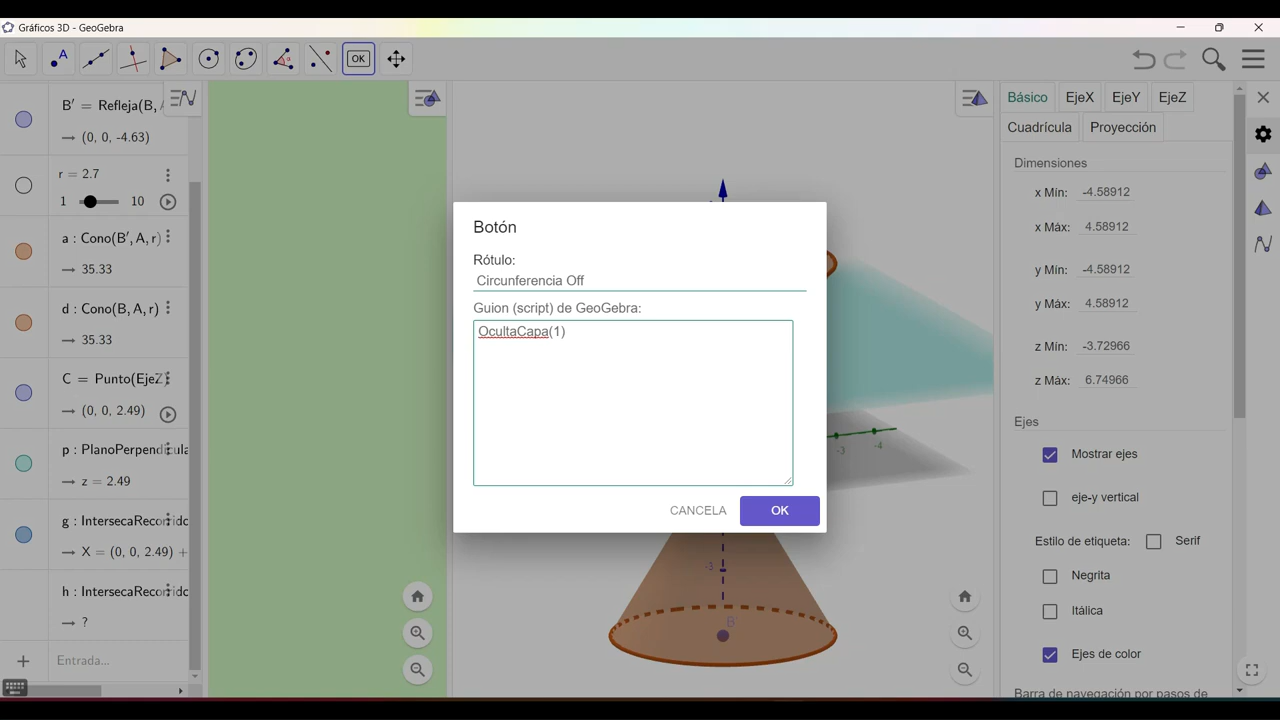 Gráficos 3D - GeoGebra
OK
B′ = Refleja(B,
→ (0, 0, -4.63)
r = 2.7
1
10
a : Cono(B′, A, r)
→ 35.33
d : Cono(B, A, r)
→ 35.33
C = Punto(EjeZ)
→ (0, 0, 2.49)
p : PlanoPerpendicula
→ z = 2.49
g : IntersecaRecorrido
→ X = (0, 0, 2.49) +
h : IntersecaRecorrido
→ ?
Entrada...
Botón
Rótulo:
Circunferencia Off
Guion (script) de GeoGebra:
OcultaCapa(1)
CANCELA
OK
-3
-4
-3
B′
Básico
EjeX
EjeY
EjeZ
Cuadrícula
Proyección
Dimensiones
x Mín: -4.58912
x Máx: 4.58912
y Mín: -4.58912
y Máx: 4.58912
z Mín: -3.72966
z Máx: 6.74966
Ejes
Mostrar ejes
eje-y vertical
Estilo de etiqueta: Serif
Negrita
Itálica
Ejes de color
Barra de navegación por pasos de